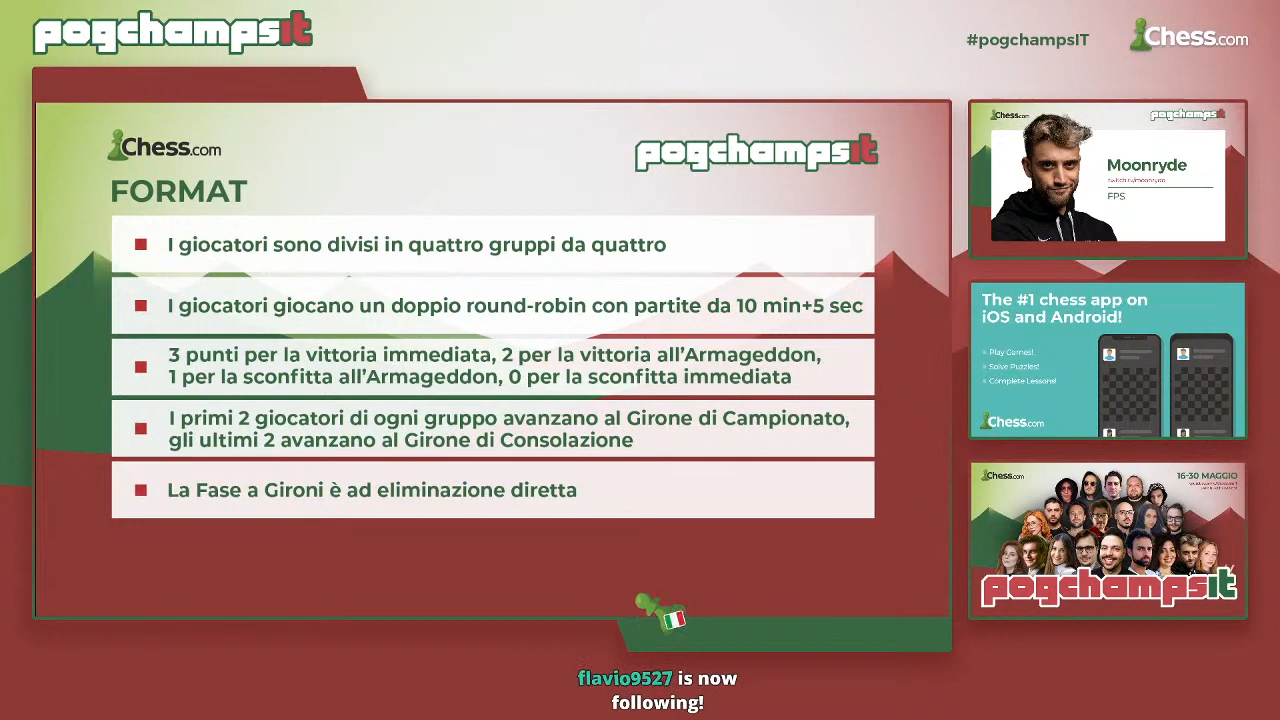 pogchampsit
#pogchampsIT
Chess.com
Chess.com
pogchampsit
FORMAT
I giocatori sono divisi in quattro gruppi da quattro
I giocatori giocano un doppio round-robin con partite da 10 min+5 sec
3 punti per la vittoria immediata, 2 per la vittoria all’Armageddon,
1 per la sconfitta all’Armageddon, 0 per la sconfitta immediata
I primi 2 giocatori di ogni gruppo avanzano al Girone di Campionato,
gli ultimi 2 avanzano al Girone di Consolazione
La Fase a Gironi è ad eliminazione diretta
Chess.com
pogchampsit
Moonryde
twitch.tv/moonryde
FPS
The #1 chess app on
iOS and Android!
Play Games!
Solve Puzzles!
Complete Lessons!
Chess.com
Chess.com
16-30 MAGGIO
pogchampsit
flavio9527 is now
following!